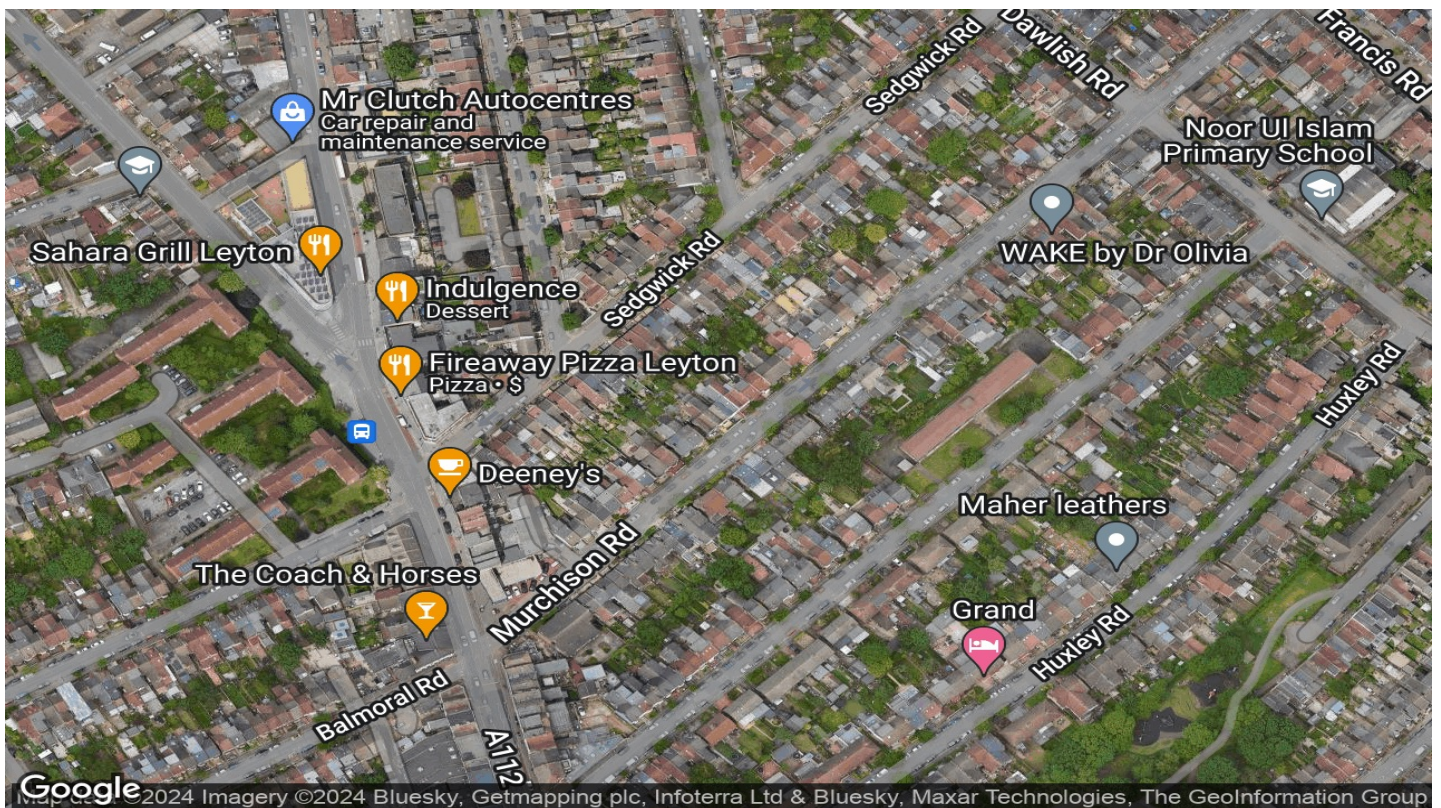 Sedgwick Rd
Dawlish Rd
Francis Rd
Mr Clutch Autocentres
Car repair and
maintenance service
Noor Ul Islam
Primary School
Sahara Grill Leyton
WAKE by Dr Olivia
Indulgence
Dessert
Sedgwick Rd
Fireaway Pizza Leyton
Pizza • $
Huxley Rd
Deeney's
Maher leathers
The Coach & Horses
Murchison Rd
Grand
Huxley Rd
Balmoral Rd
A112
Google
Map data ©2024 Imagery ©2024 Bluesky, Getmapping plc, Infoterra Ltd & Bluesky, Maxar Technologies, The GeoInformation Group